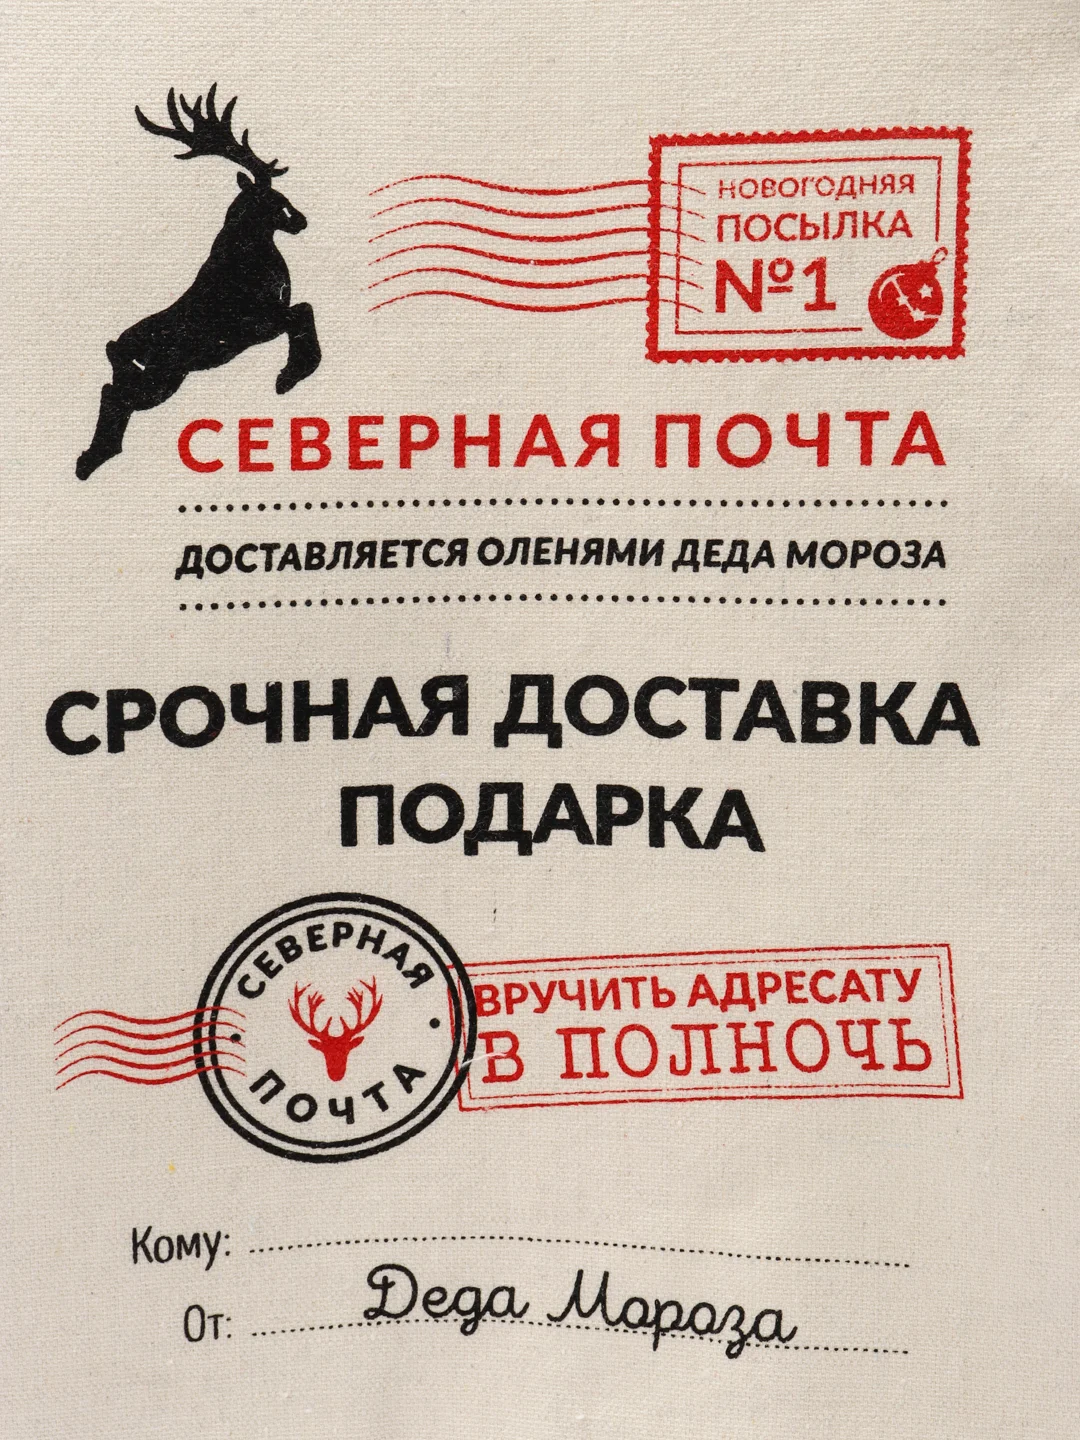 НОВОГОДНЯЯ
ПОСЫЛКА
№1
СЕВЕРНАЯ ПОЧТА
ДОСТАВЛЯЕТСЯ ОЛЕНЯМИ ДЕДА МОРОЗА
СРОЧНАЯ ДОСТАВКА
ПОДАРКА
СЕВЕРНАЯ
ПОЧТА
ВРУЧИТЬ АДРЕСАТУ
В ПОЛНОЧЬ
Кому:
От: Деда Мороза